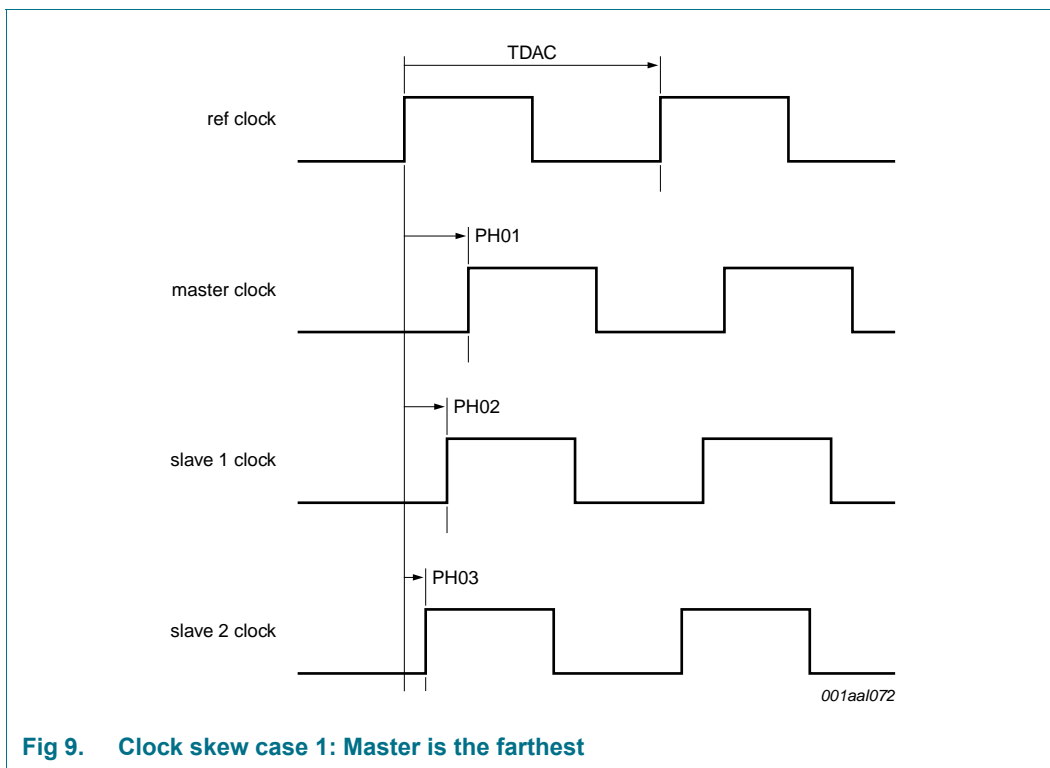 TDAC
ref clock
PH01
master clock
PH02
slave 1 clock
PH03
slave 2 clock
001aal072
Fig 9. Clock skew case 1: Master is the farthest